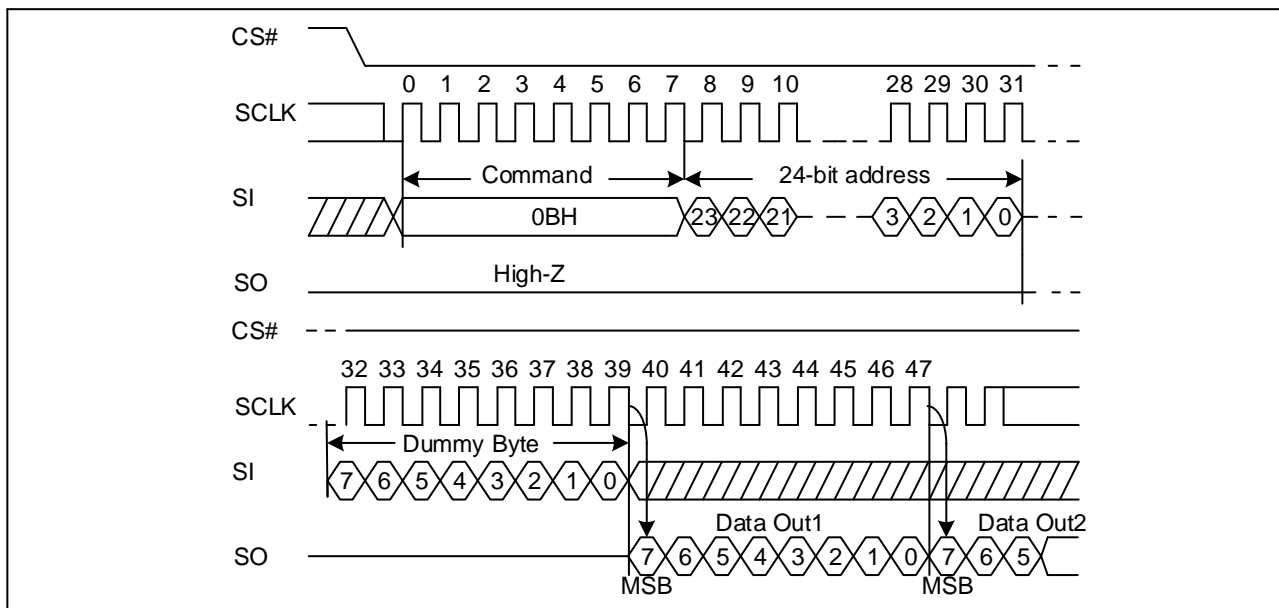 CS#
0 1 2 3 4 5 6 7 8 9 10 28 29 30 31
SCLK
Command 24-bit address
SI
0BH 23 22 21 3 2 1 0
High-Z
SO
CS#
32 33 34 35 36 37 38 39 40 41 42 43 44 45 46 47
SCLK
Dummy Byte
SI
7 6 5 4 3 2 1 0
Data Out1 Data Out2
SO
7 6 5 4 3 2 1 0 7 6 5
MSB MSB